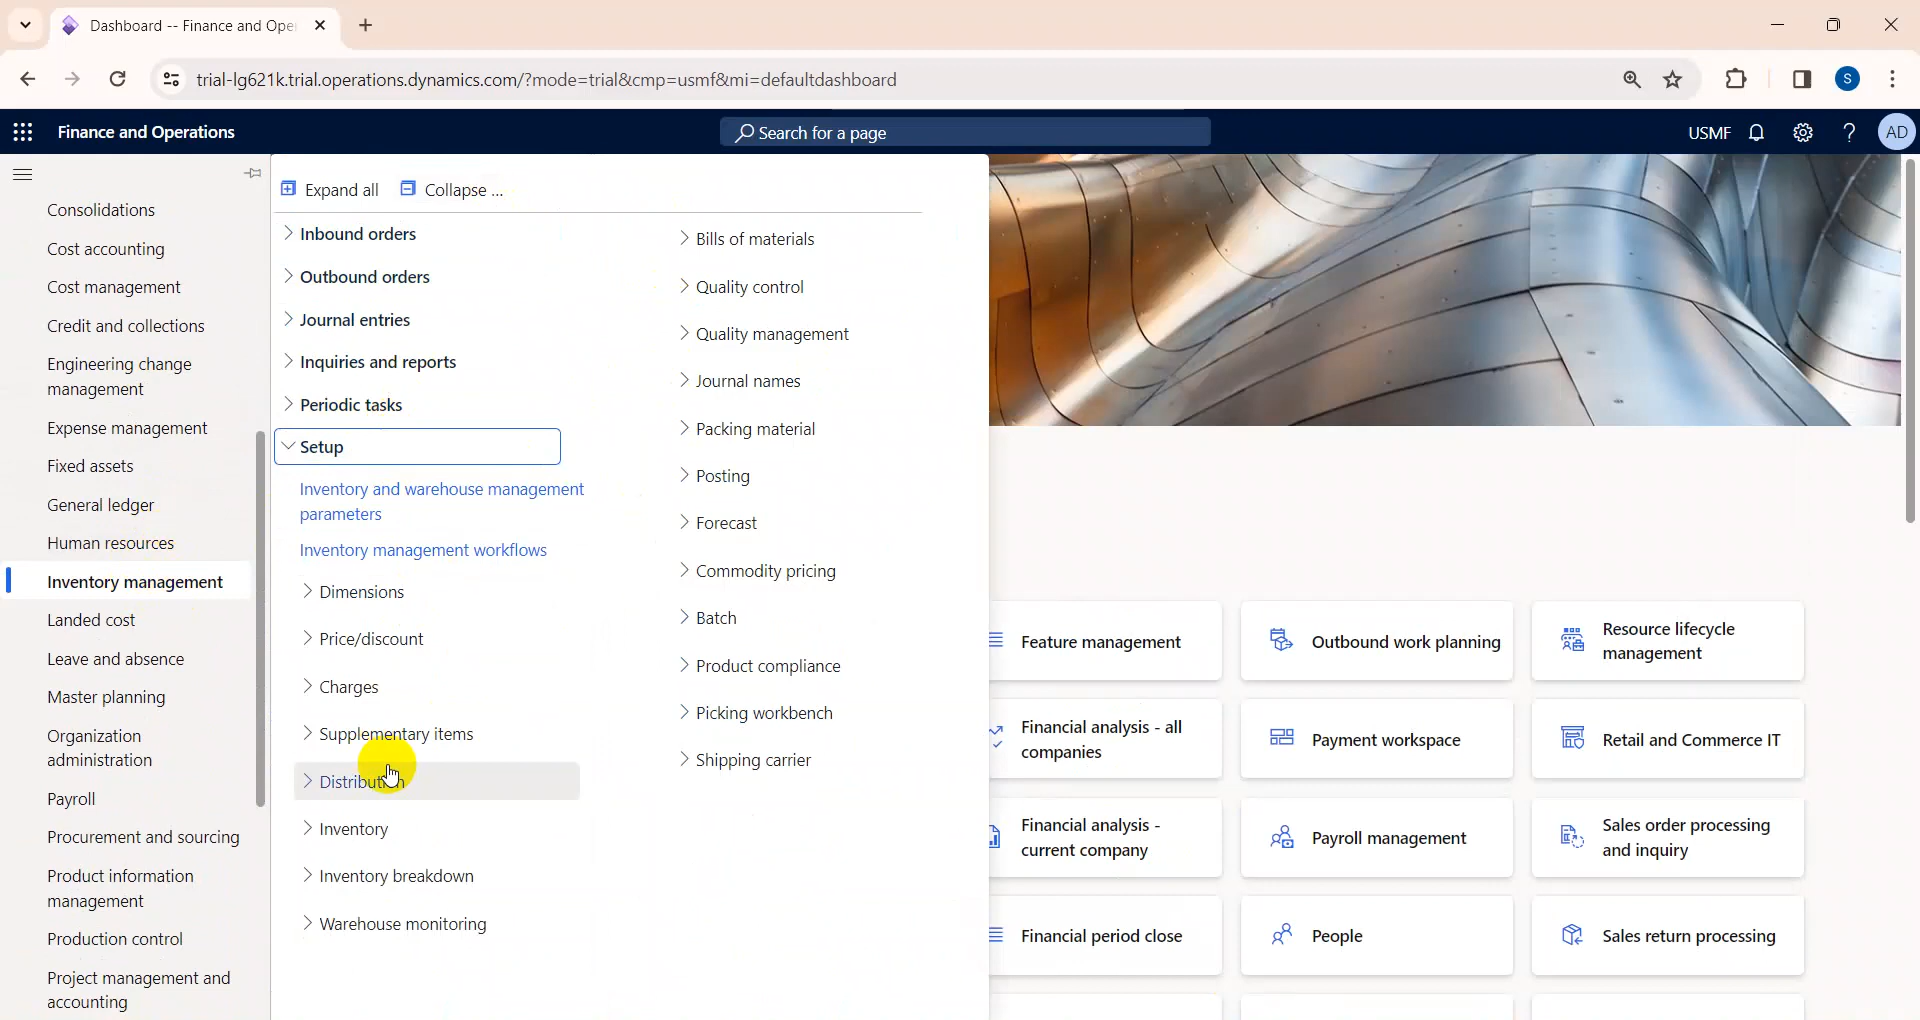 Dashboard -- Finance and Ope
trial-lg621k.trial.operations.dynamics.com/?mode=trial&cmp=usmf&mi=defaultdashboard
S
Finance and Operations
Search for a page
USMF
?
AD
Consolidations
Cost accounting
Cost management
Credit and collections
Engineering change
management
Expense management
Fixed assets
General ledger
Human resources
Inventory management
Landed cost
Leave and absence
Master planning
Organization
administration
Payroll
Procurement and sourcing
Product information
management
Production control
Project management and
accounting
Expand all
Collapse ...
Inbound orders
Outbound orders
Journal entries
Inquiries and reports
Periodic tasks
Setup
Inventory and warehouse management
parameters
Inventory management workflows
Dimensions
Price/discount
Charges
Supplementary items
Distribution
Inventory
Inventory breakdown
Warehouse monitoring
Bills of materials
Quality control
Quality management
Journal names
Packing material
Posting
Forecast
Commodity pricing
Batch
Product compliance
Picking workbench
Shipping carrier
Feature management
Outbound work planning
Resource lifecycle
management
Financial analysis - all
companies
Payment workspace
Retail and Commerce IT
Financial analysis -
current company
Payroll management
Sales order processing
and inquiry
Financial period close
People
Sales return processing